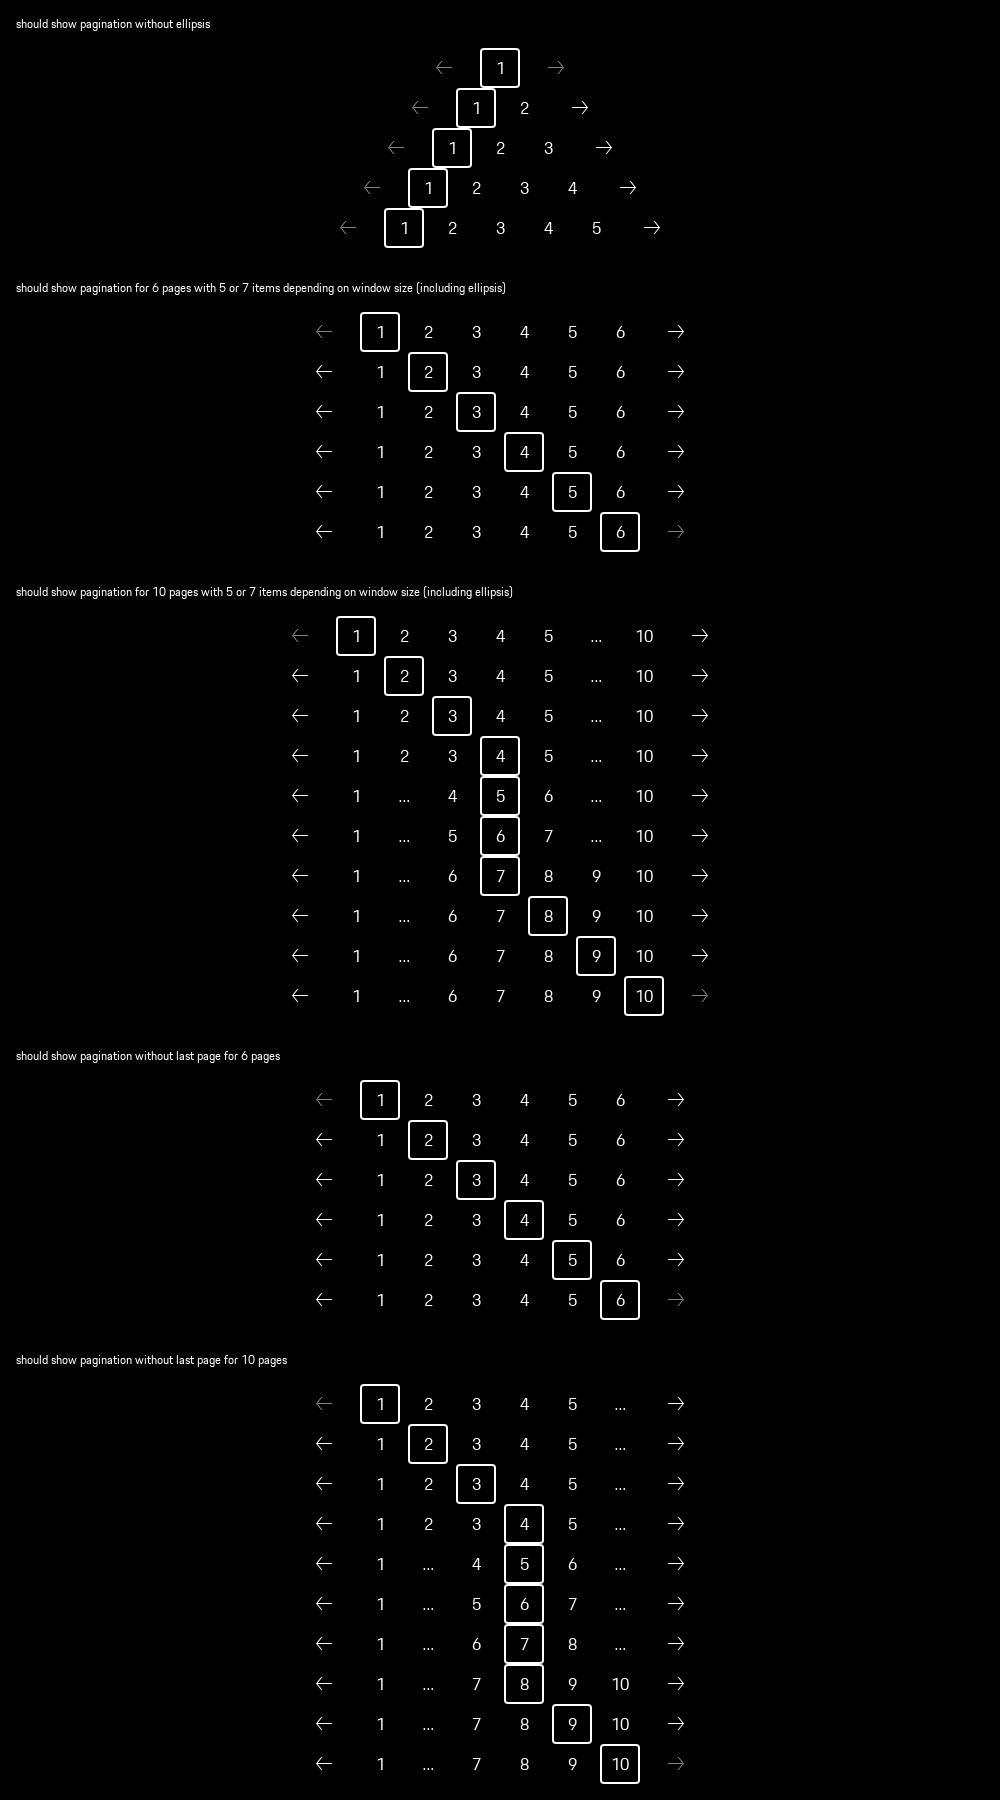 should show pagination without ellipsis
← 1 →
← 1 2 →
← 1 2 3 →
← 1 2 3 4 →
← 1 2 3 4 5 →
should show pagination for 6 pages with 5 or 7 items depending on window size (including ellipsis)
← 1 2 3 4 5 6 →
← 1 2 3 4 5 6 →
← 1 2 3 4 5 6 →
← 1 2 3 4 5 6 →
← 1 2 3 4 5 6 →
← 1 2 3 4 5 6 →
should show pagination for 10 pages with 5 or 7 items depending on window size (including ellipsis)
← 1 2 3 4 5 ... 10 →
← 1 2 3 4 5 ... 10 →
← 1 2 3 4 5 ... 10 →
← 1 2 3 4 5 ... 10 →
← 1 ... 4 5 6 ... 10 →
← 1 ... 5 6 7 ... 10 →
← 1 ... 6 7 8 9 10 →
← 1 ... 6 7 8 9 10 →
← 1 ... 6 7 8 9 10 →
← 1 ... 6 7 8 9 10 →
should show pagination without last page for 6 pages
← 1 2 3 4 5 6 →
← 1 2 3 4 5 6 →
← 1 2 3 4 5 6 →
← 1 2 3 4 5 6 →
← 1 2 3 4 5 6 →
← 1 2 3 4 5 6 →
should show pagination without last page for 10 pages
← 1 2 3 4 5 ... →
← 1 2 3 4 5 ... →
← 1 2 3 4 5 ... →
← 1 2 3 4 5 ... →
← 1 ... 4 5 6 ... →
← 1 ... 5 6 7 ... →
← 1 ... 6 7 8 ... →
← 1 ... 7 8 9 10 →
← 1 ... 7 8 9 10 →
← 1 ... 7 8 9 10 →